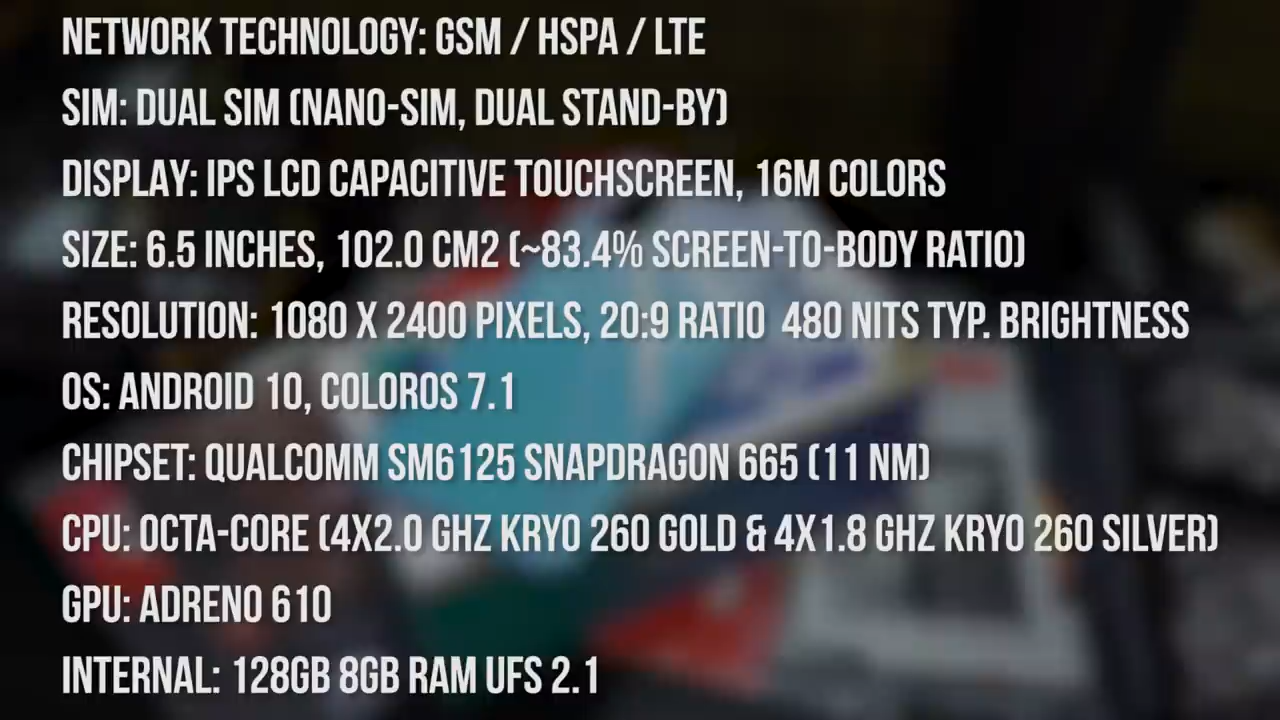 NETWORK TECHNOLOGY: GSM / HSPA / LTE
SIM: DUAL SIM (NANO-SIM, DUAL STAND-BY)
DISPLAY: IPS LCD CAPACITIVE TOUCHSCREEN, 16M COLORS
SIZE: 6.5 INCHES, 102.0 CM2 (~83.4% SCREEN-TO-BODY RATIO)
RESOLUTION: 1080 X 2400 PIXELS, 20:9 RATIO  480 NITS TYP. BRIGHTNESS
OS: ANDROID 10, COLOROS 7.1
CHIPSET: QUALCOMM SM6125 SNAPDRAGON 665 (11 NM)
CPU: OCTA-CORE (4X2.0 GHZ KRYO 260 GOLD & 4X1.8 GHZ KRYO 260 SILVER)
GPU: ADRENO 610
INTERNAL: 128GB 8GB RAM UFS 2.1